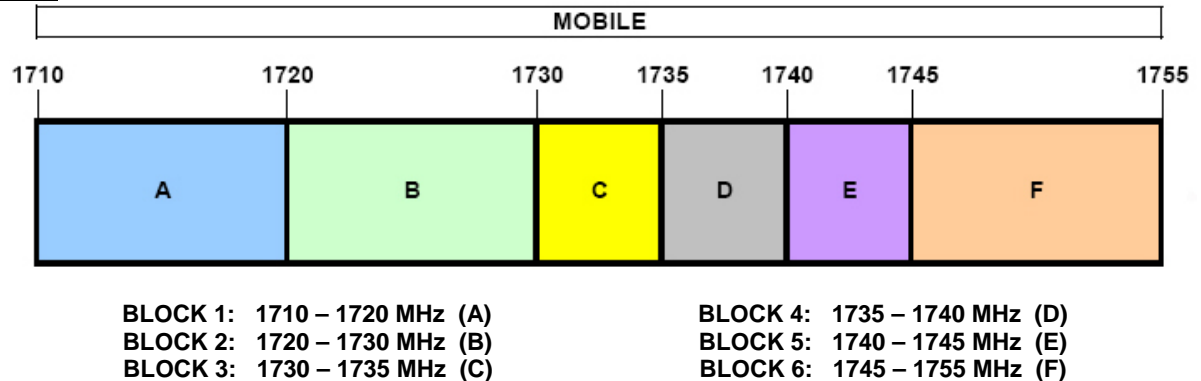 MOBILE
1710 1720 1730 1735 1740 1745 1755
A B C D E F
BLOCK 1: 1710 – 1720 MHz (A)
BLOCK 2: 1720 – 1730 MHz (B)
BLOCK 3: 1730 – 1735 MHz (C)
BLOCK 4: 1735 – 1740 MHz (D)
BLOCK 5: 1740 – 1745 MHz (E)
BLOCK 6: 1745 – 1755 MHz (F)